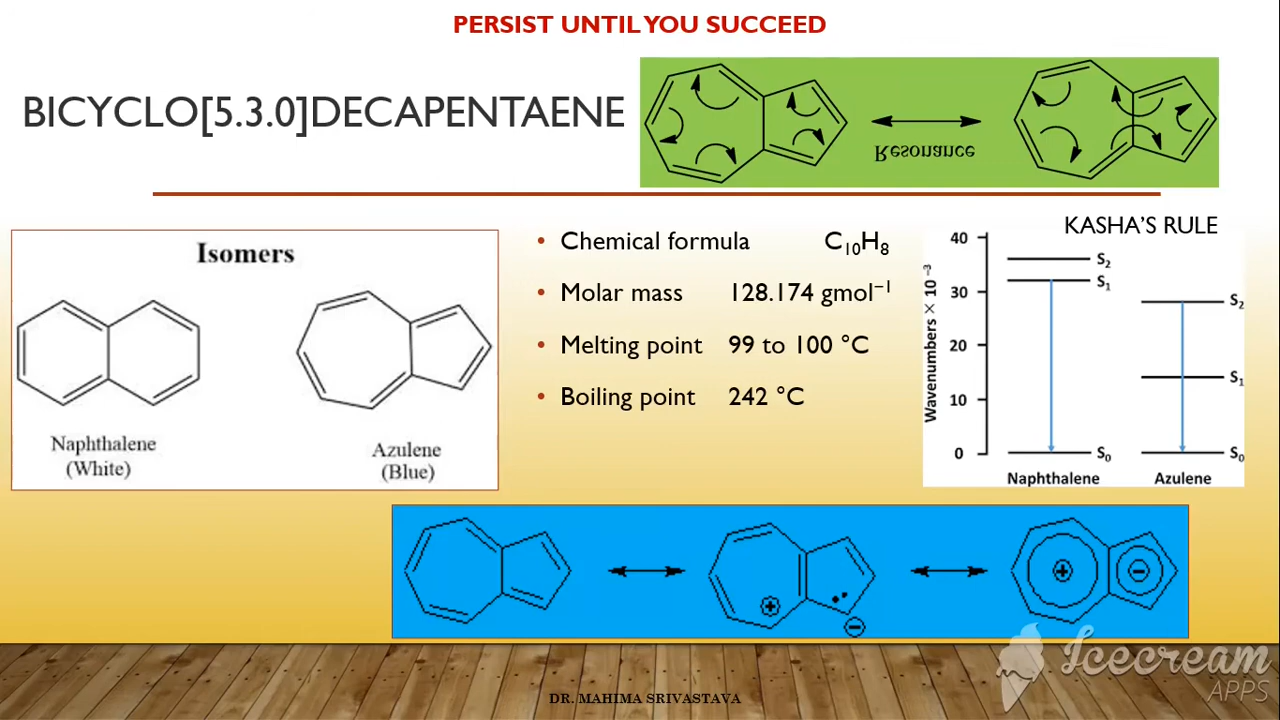 PERSIST UNTIL YOU SUCCEED
BICYCLO[5.3.0]DECAPENTAENE
Resonance
Isomers
Naphthalene
(White)
Azulene
(Blue)
• Chemical formula C₁₀H₈
• Molar mass 128.174 gmol⁻¹
• Melting point 99 to 100 °C
• Boiling point 242 °C
KASHA'S RULE
Wavenumbers × 10⁻³
40
30
20
10
0
S₂
S₁
S₀
Naphthalene
S₂
S₁
S₀
Azulene
+
−
+
−
DR. MAHIMA SRIVASTAVA
Icecream
APPS